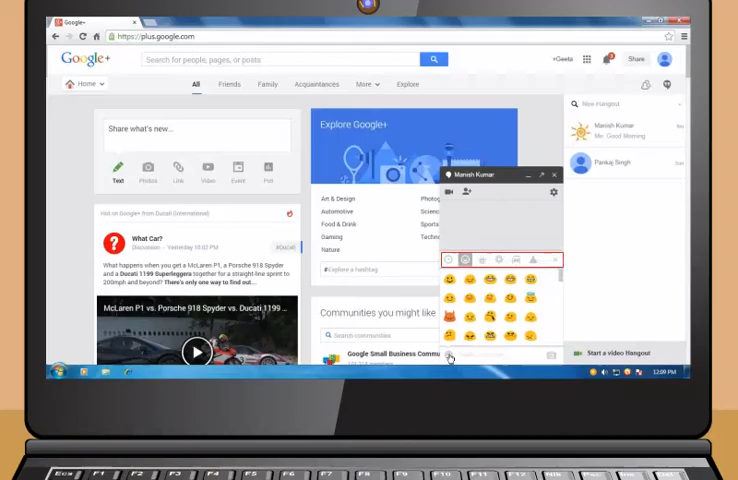 Google+
https://plus.google.com
Google+
Search for people, pages, or posts
+Geeta
Share
Home
All
Friends
Family
Acquaintances
More
Explore
New Hangout
Share what's new...
Explore Google+
Manish Kumar
Me: Good Morning
Pankaj Singh
Manish Kumar
Text
Photos
Link
Video
Event
Poll
Art & Design
Automotive
Food & Drink
Gaming
Nature
#Explore a hashtag
Hot on Google+ from Ducati (International)
What Car?
Discussion - Yesterday 10:02 PM
#Ducati
What happens when you get a McLaren P1, a Porsche 918 Spyder
and a Ducati 1199 Superleggera together for a straight-line sprint to
200mph and beyond? There's only one way to find out...
McLaren P1 vs. Porsche 918 Spyder vs. Ducati 1199 ...
Communities you might like
Search communities
Google Small Business
Start a video Hangout
12:09 PM
Esc
F1
F2
F3
F4
F5
F6
F7
F8
F9
F10
F11
F12